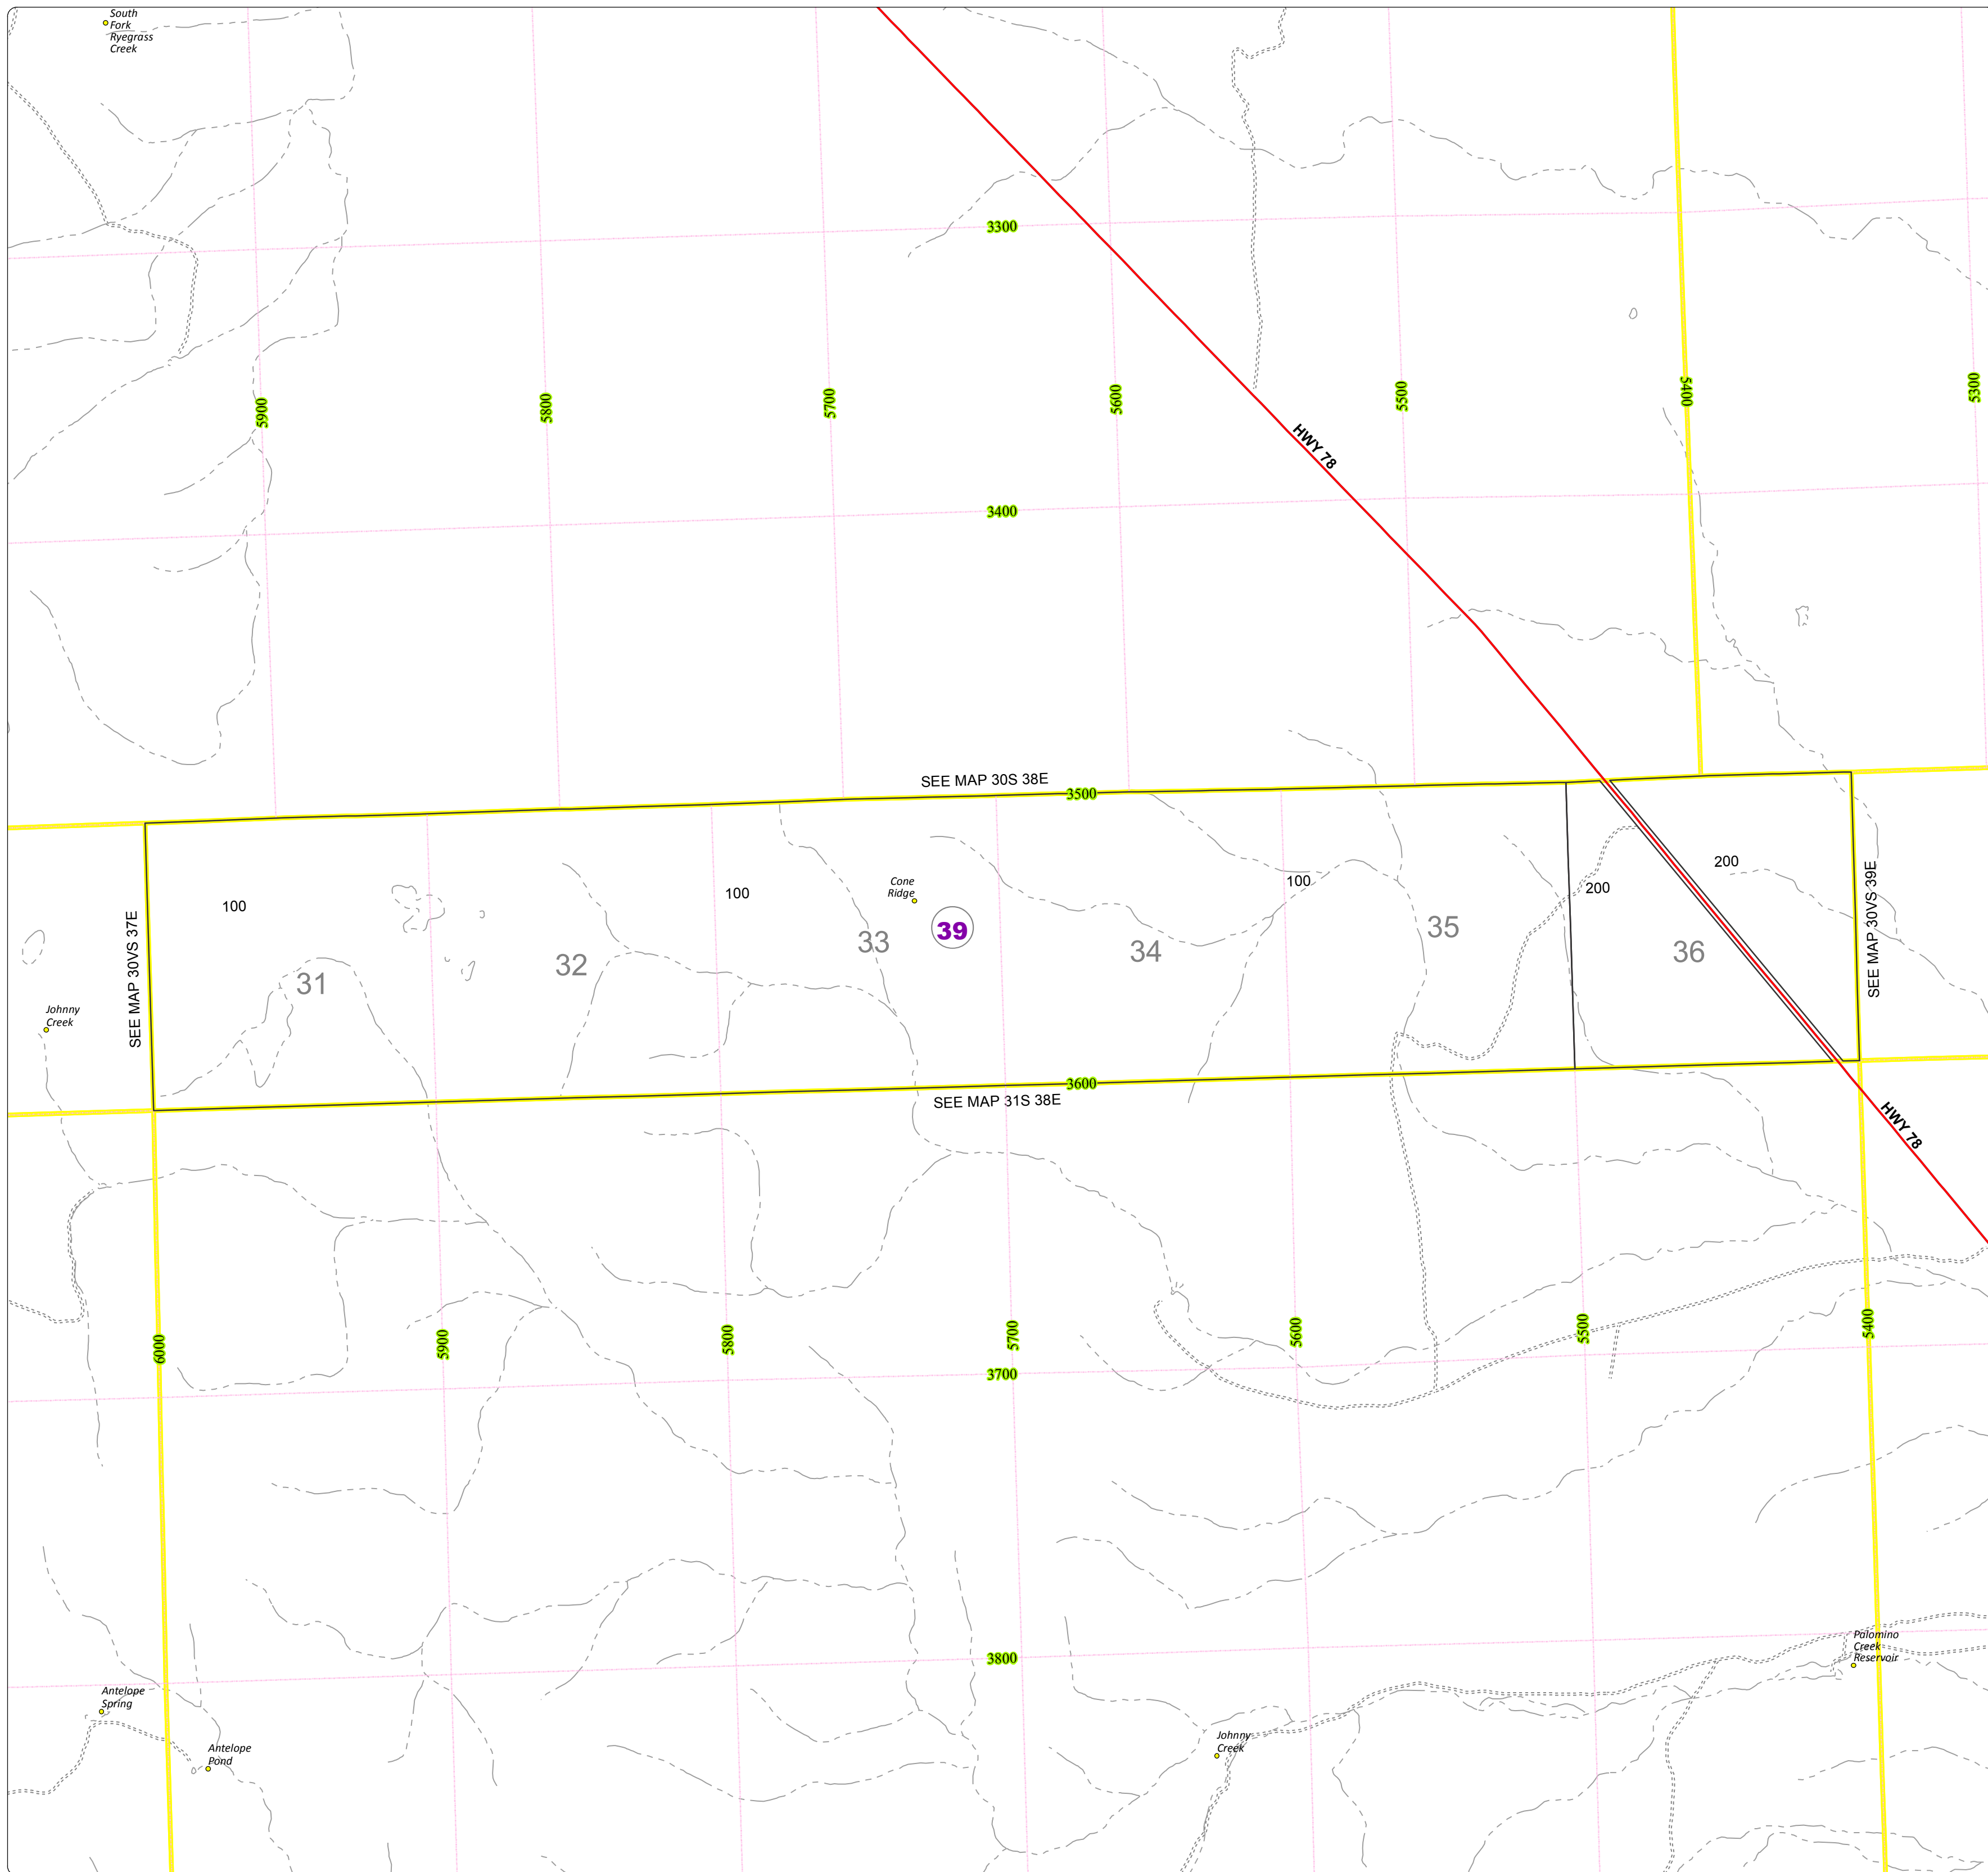 South
Fork
Ryegrass
Creek
3300
5900
5800
5700
5600
5500
5400
5300
HWY 78
3400
SEE MAP 30S 38E
3500
SEE MAP 30VS 37E
100
100
Cone
Ridge
39
100
200
200
SEE MAP 30VS 39E
31
32
33
34
35
36
Johnny
Creek
3600
SEE MAP 31S 38E
HWY 78
6000
5900
5800
5700
5600
5500
5400
3700
3800
Palomino
Creek
Reservoir
Antelope
Spring
Antelope
Pond
Johnny
Creek